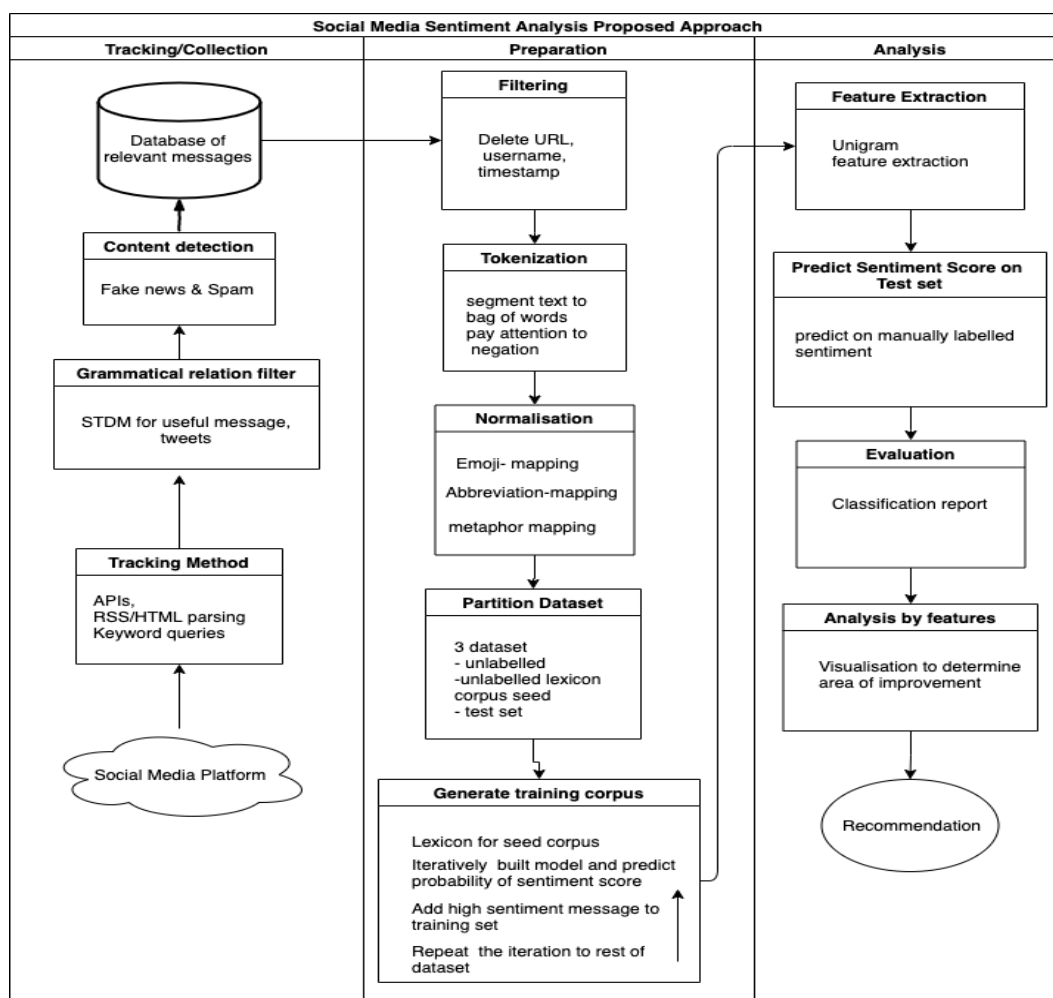 Social Media Sentiment Analysis Proposed Approach
Tracking/Collection
Preparation
Analysis
Database of
relevant messages
Content detection
Fake news & Spam
Grammatical relation filter
STDM for useful message,
tweets
Tracking Method
APIs,
RSS/HTML parsing
Keyword queries
Social Media Platform
Filtering
Delete URL,
username,
timestamp
Tokenization
segment text to
bag of words
pay attention to
negation
Normalisation
Emoji- mapping
Abbreviation-mapping
metaphor mapping
Partition Dataset
3 dataset
- unlabelled
-unlabelled lexicon
corpus seed
- test set
Generate training corpus
Lexicon for seed corpus
Iteratively built model and predict
probability of sentiment score
Add high sentiment message to
training set
Repeat the iteration to rest of
dataset
Feature Extraction
Unigram
feature extraction
Predict Sentiment Score on
Test set
predict on manually labelled
sentiment
Evaluation
Classification report
Analysis by features
Visualisation to determine
area of improvement
Recommendation